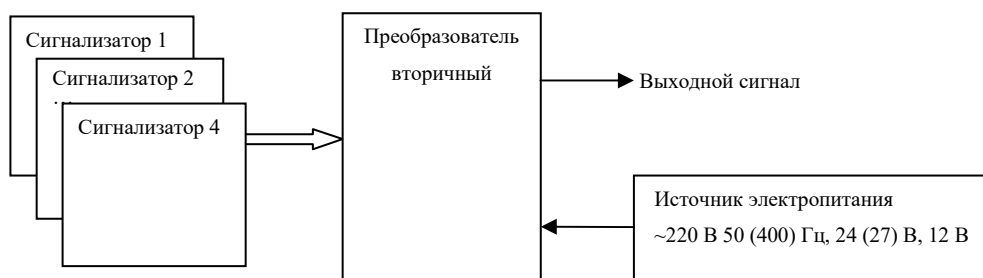 Сигнализатор 1
Сигнализатор 2
...
Сигнализатор 4
Преобразователь
вторичный
Выходной сигнал
Источник электропитания
~220 В 50 (400) Гц, 24 (27) В, 12 В